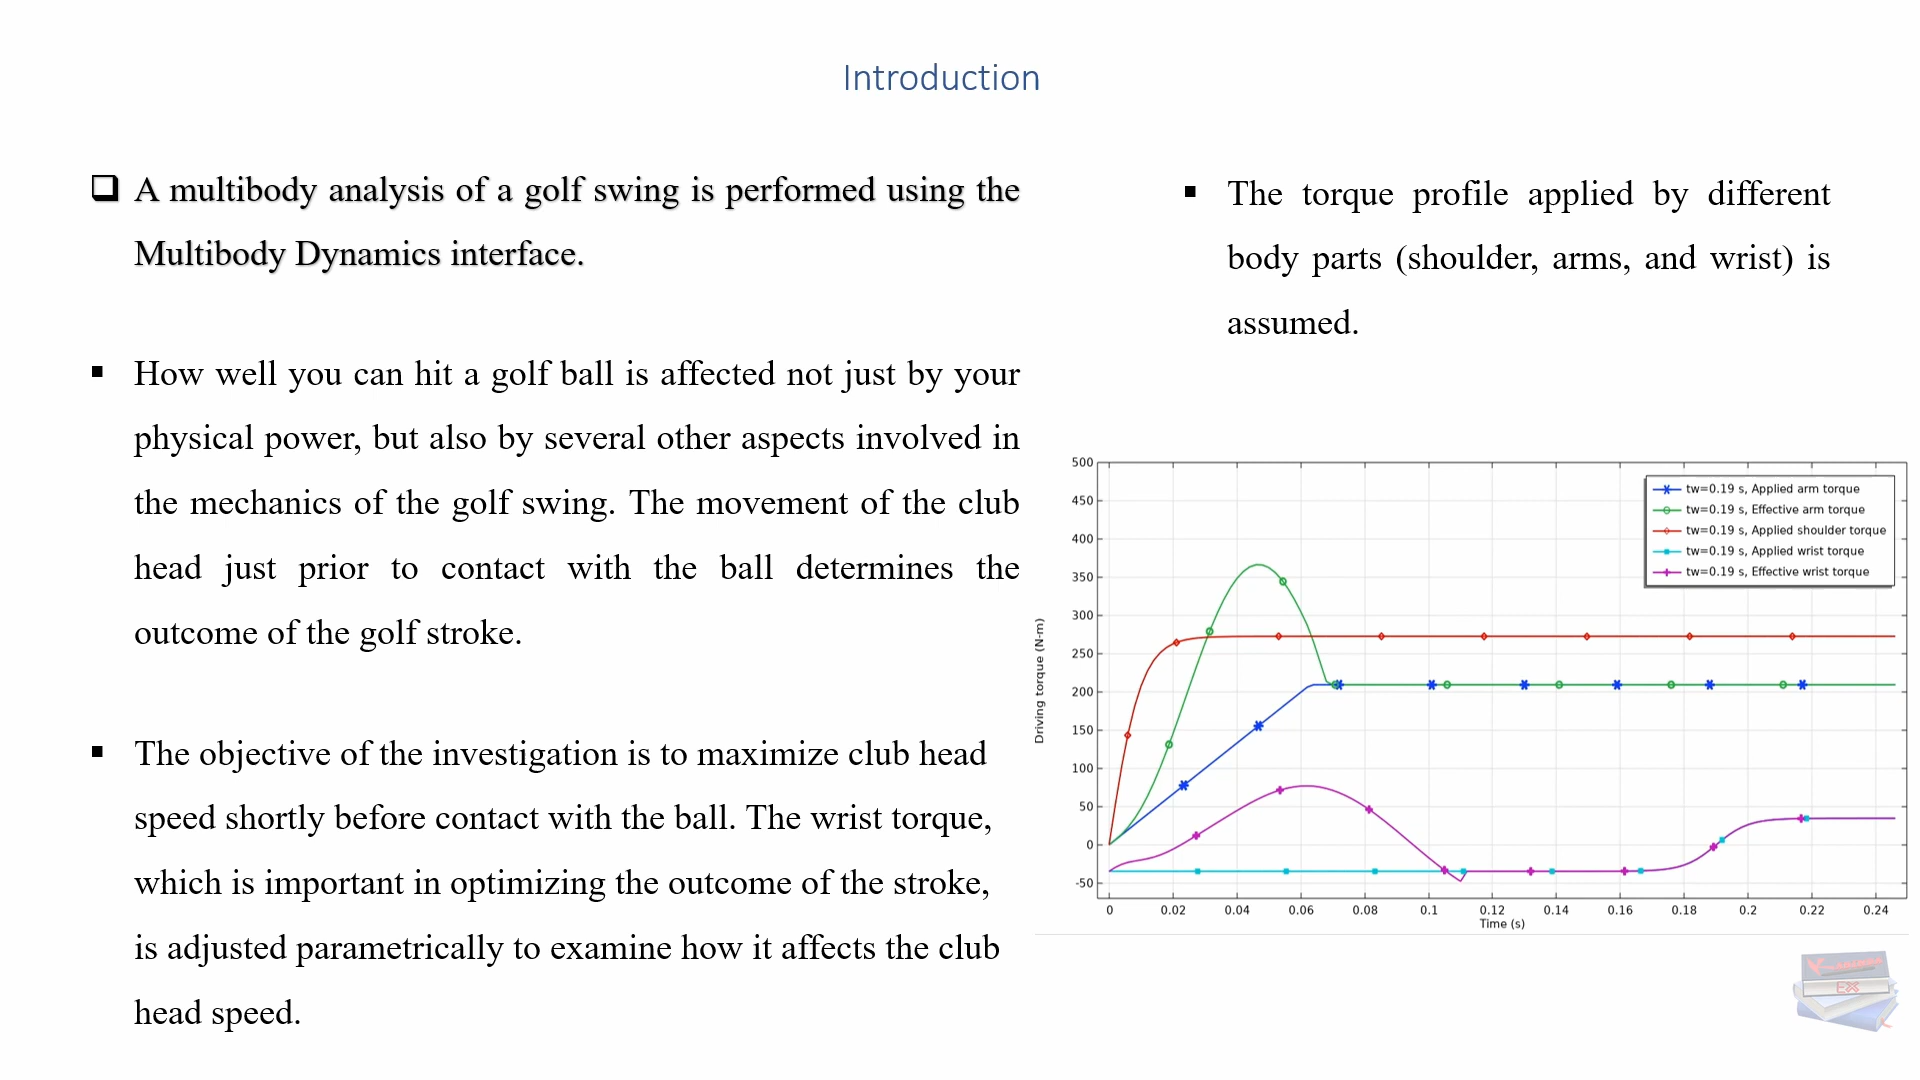 Introduction
A multibody analysis of a golf swing is performed using the
Multibody Dynamics interface.
How well you can hit a golf ball is affected not just by your
physical power, but also by several other aspects involved in
the mechanics of the golf swing. The movement of the club
head just prior to contact with the ball determines the
outcome of the golf stroke.
The objective of the investigation is to maximize club head
speed shortly before contact with the ball. The wrist torque,
which is important in optimizing the outcome of the stroke,
is adjusted parametrically to examine how it affects the club
head speed.
The torque profile applied by different
body parts (shoulder, arms, and wrist) is
assumed.
500
450
400
350
300
250
200
150
100
50
0
-50
Driving torque (N·m)
tw=0.19 s, Applied arm torque
tw=0.19 s, Effective arm torque
tw=0.19 s, Applied shoulder torque
tw=0.19 s, Applied wrist torque
tw=0.19 s, Effective wrist torque
0 0.02 0.04 0.06 0.08 0.1 0.12 0.14 0.16 0.18 0.2 0.22 0.24
Time (s)
EX